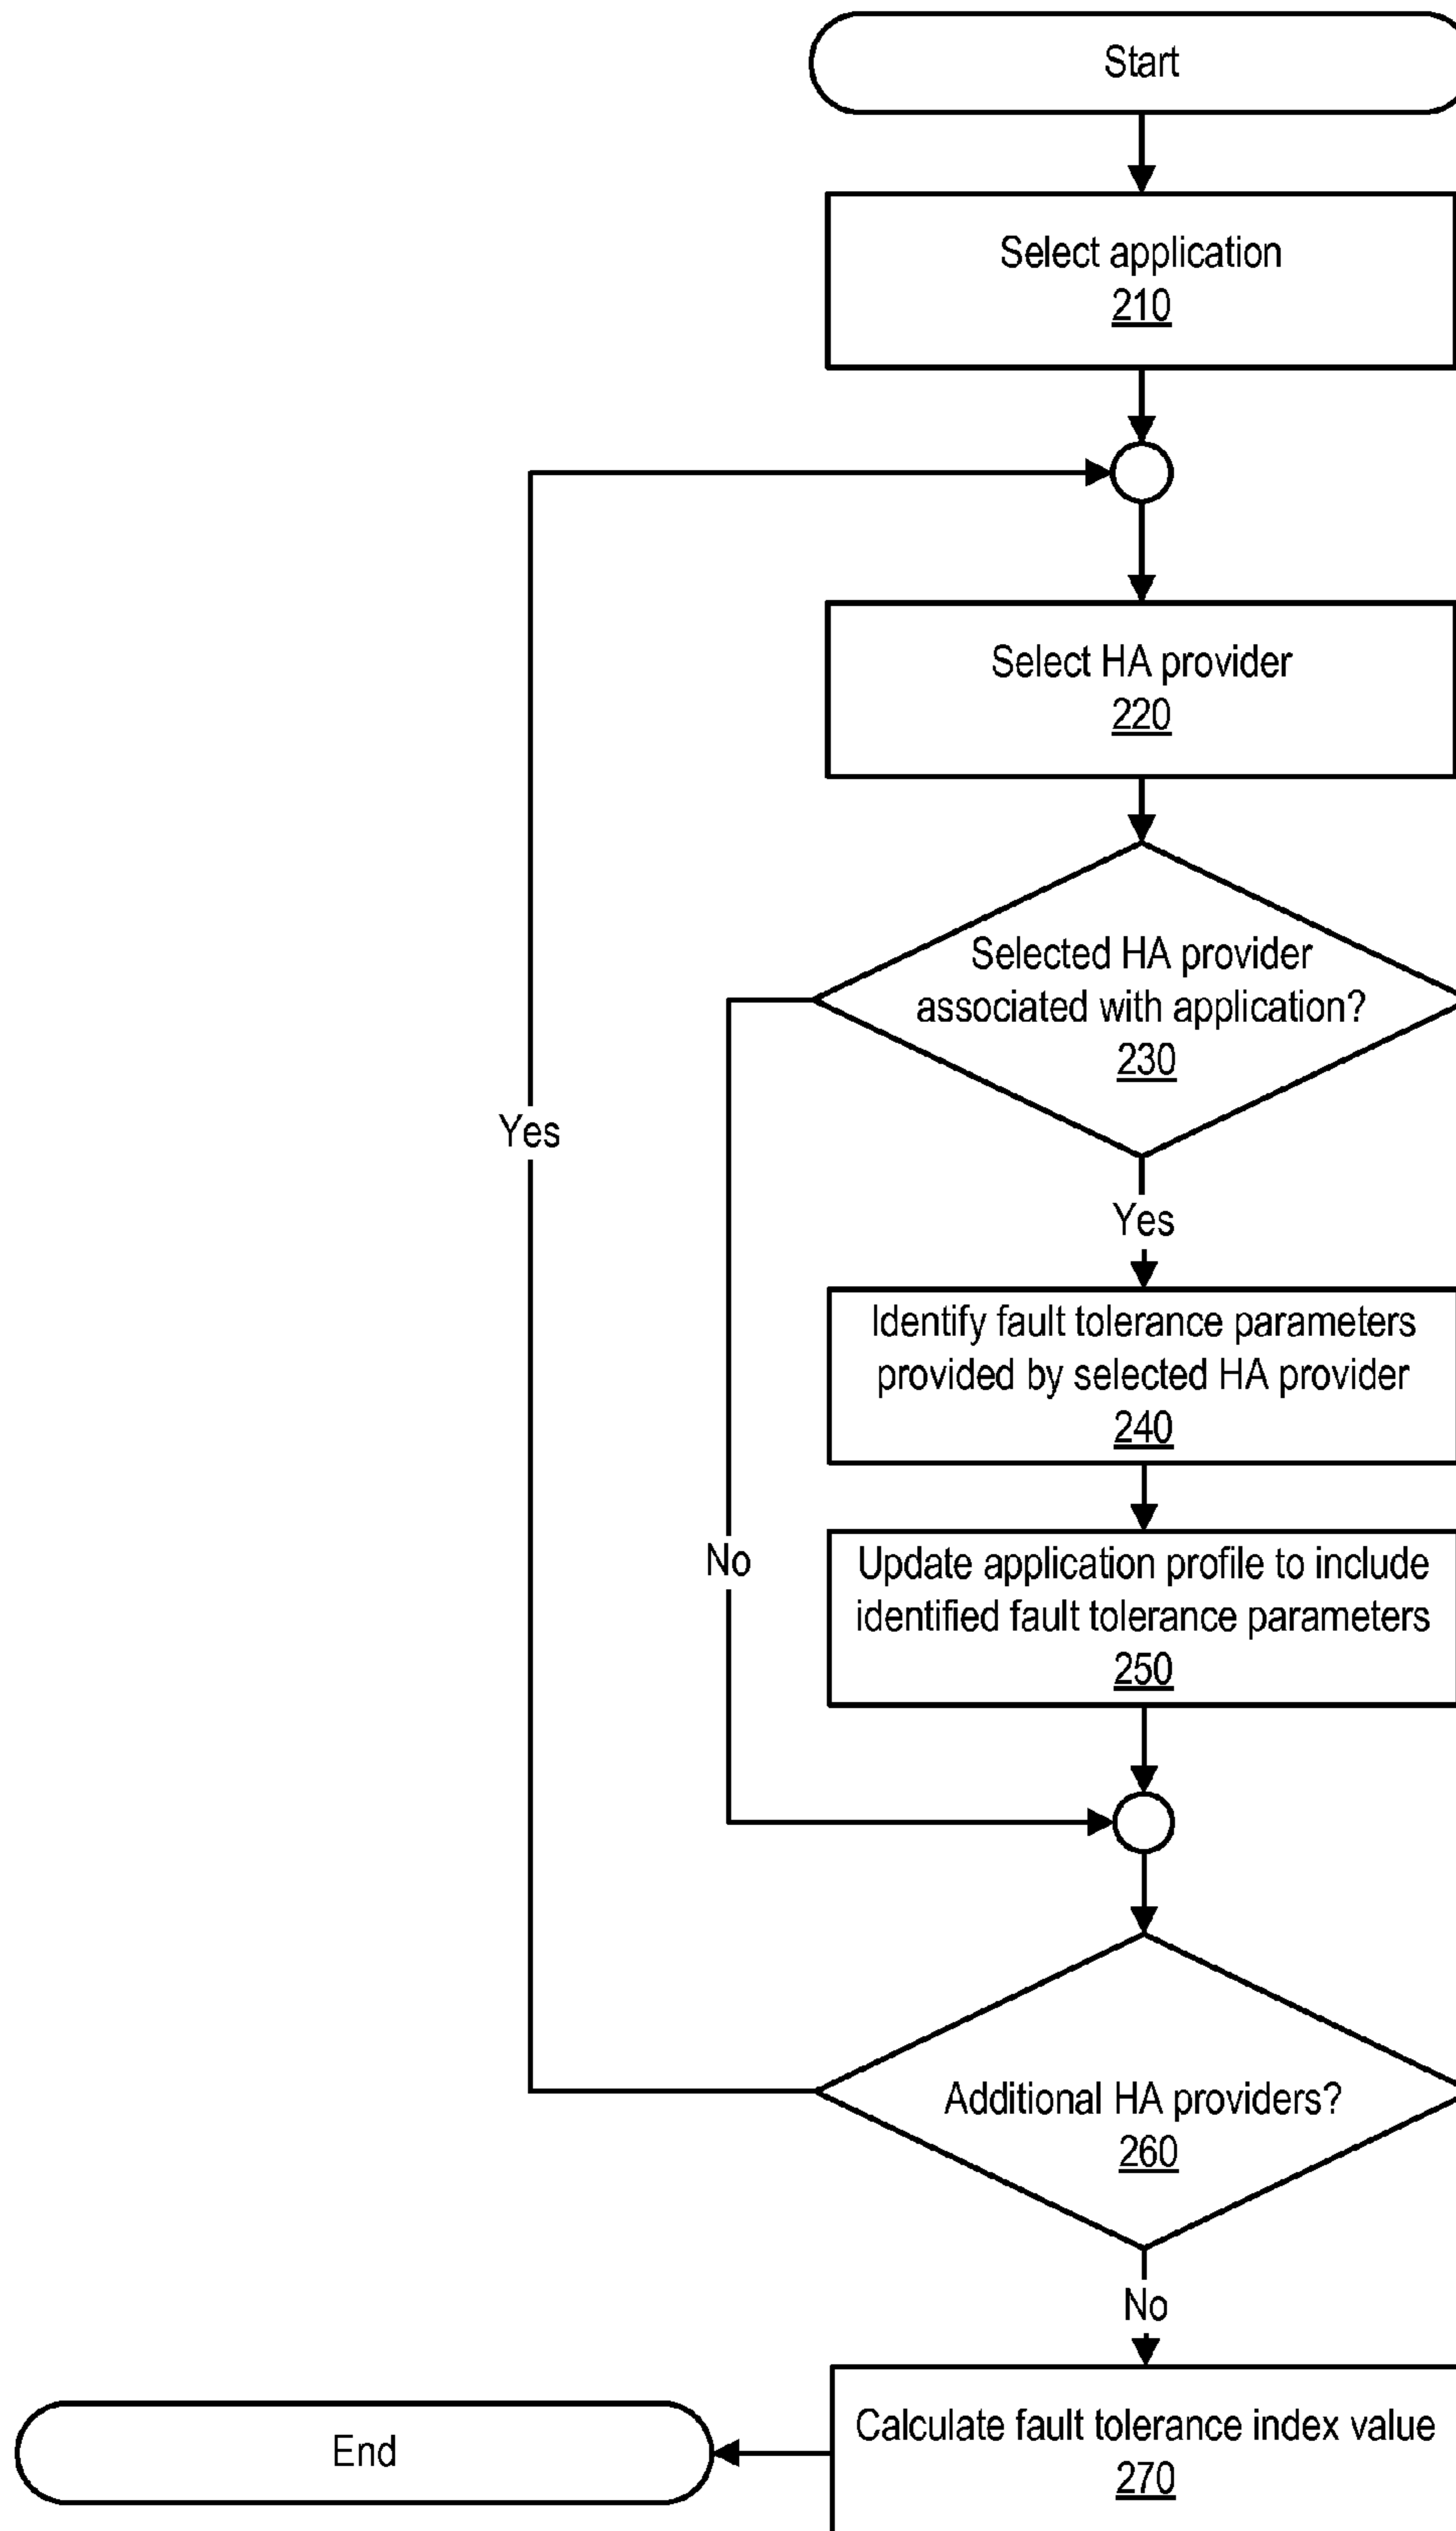 Start
Select application
210
Select HA provider
220
Selected HA provider
associated with application?
230
Yes
Yes
Identify fault tolerance parameters
provided by selected HA provider
240
No
Update application profile to include
identified fault tolerance parameters
250
Additional HA providers?
260
No
Calculate fault tolerance index value
270
End